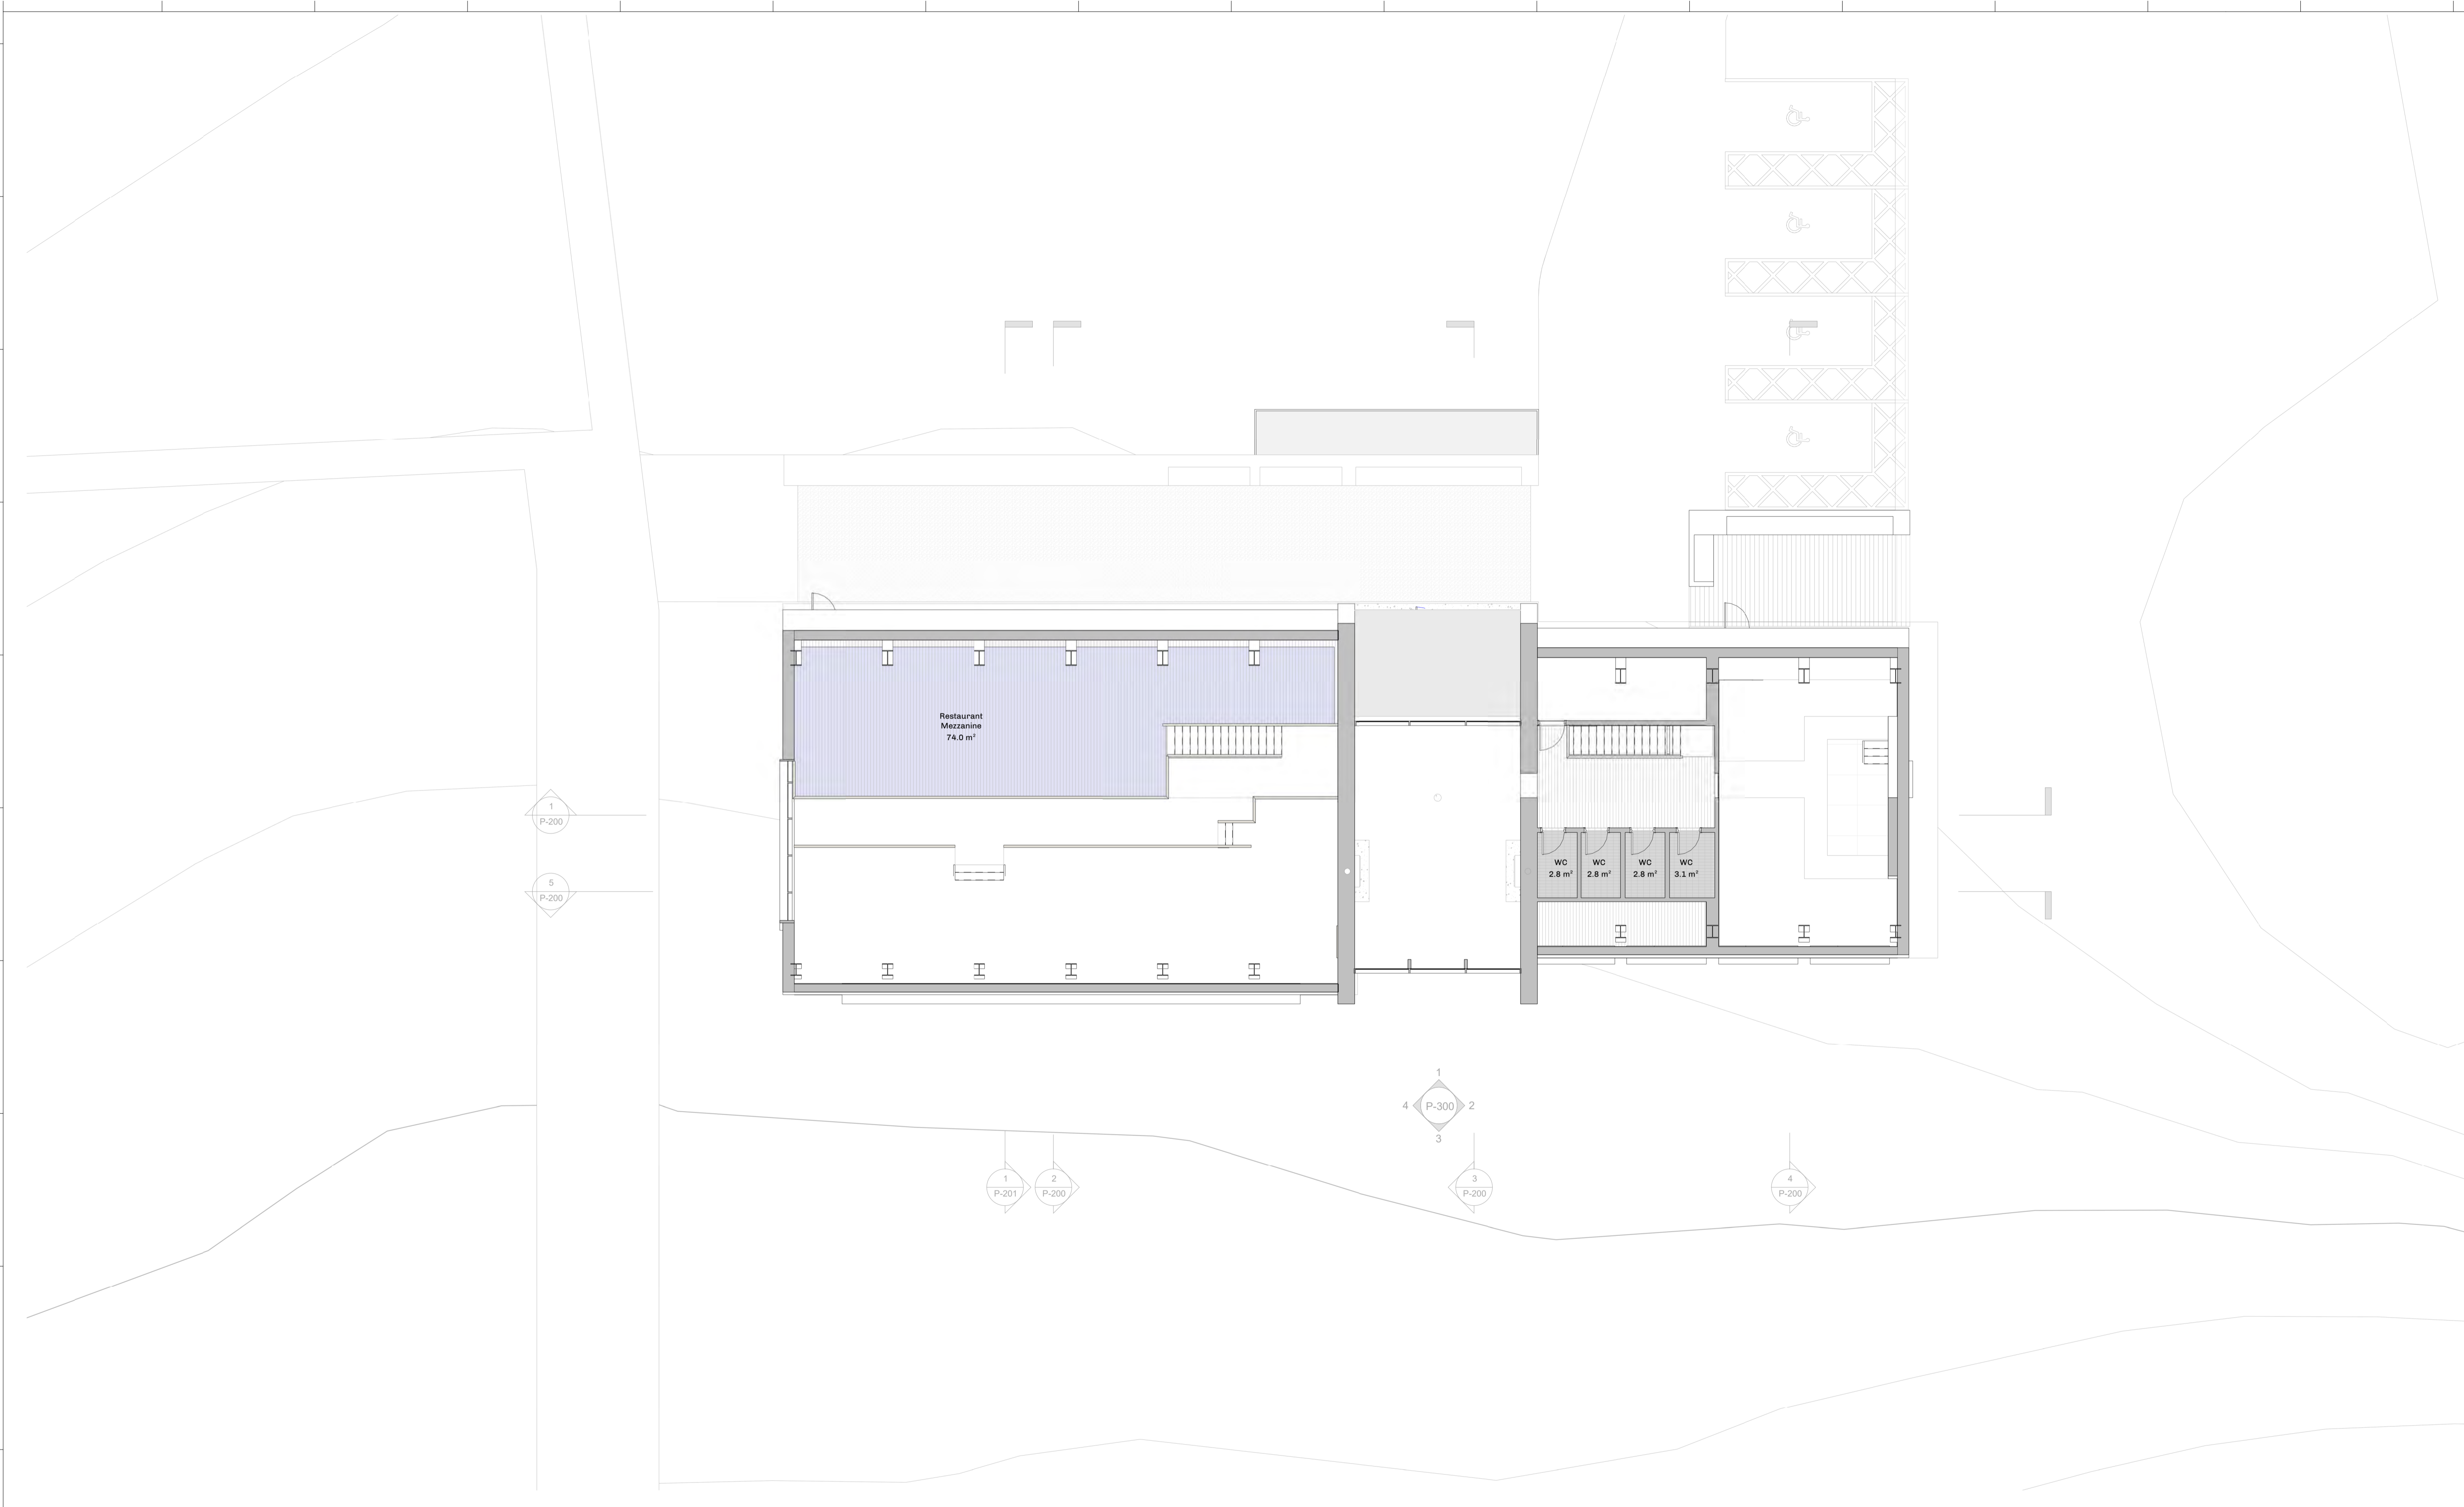 Restaurant
Mezzanine
74.0 m²
1
P-200
5
P-200
WC
2.8 m²
WC
2.8 m²
WC
2.8 m²
WC
3.1 m²
1
4
P-300
2
3
1
P-201
2
P-200
3
P-200
4
P-200